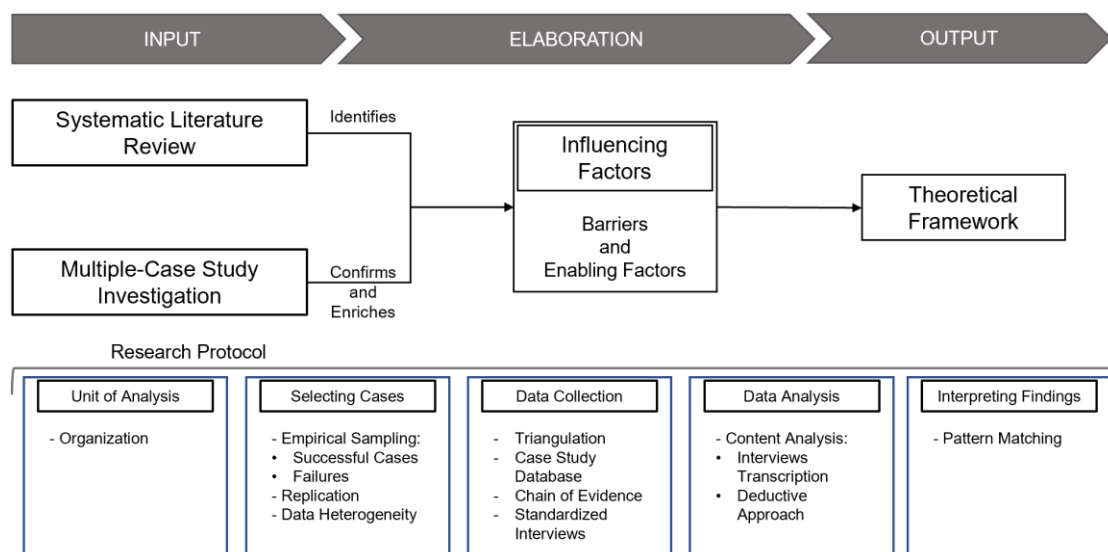 INPUT
ELABORATION
OUTPUT
Systematic Literature
Review
Identifies
Influencing
Factors
Barriers
and
Enabling Factors
Theoretical
Framework
Multiple-Case Study
Investigation
Confirms
and
Enriches
Research Protocol
Unit of Analysis
- Organization
Selecting Cases
- Empirical Sampling:
• Successful Cases
• Failures
- Replication
- Data Heterogeneity
Data Collection
- Triangulation
- Case Study
Database
- Chain of Evidence
- Standardized
Interviews
Data Analysis
- Content Analysis:
• Interviews
Transcription
• Deductive
Approach
Interpreting Findings
- Pattern Matching